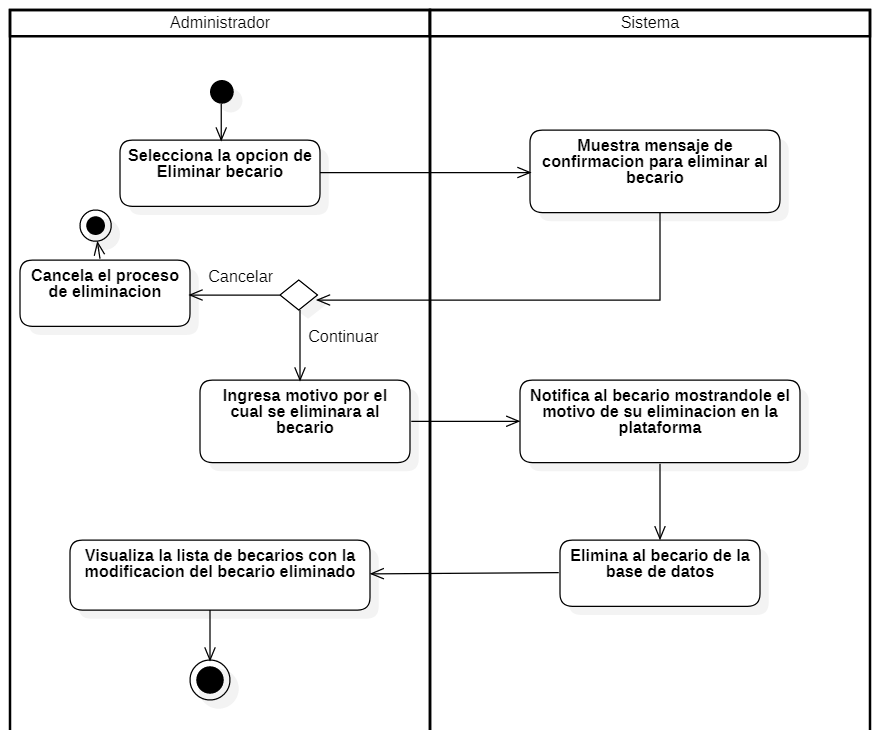 Administrador
Sistema
Selecciona la opcion de
Eliminar becario
Muestra mensaje de
confirmacion para eliminar al
becario
Cancela el proceso
de eliminacion
Cancelar
Continuar
Ingresa motivo por el
cual se eliminara al
becario
Notifica al becario mostrandole el
motivo de su eliminacion en la
plataforma
Visualiza la lista de becarios con la
modificacion del becario eliminado
Elimina al becario de la
base de datos